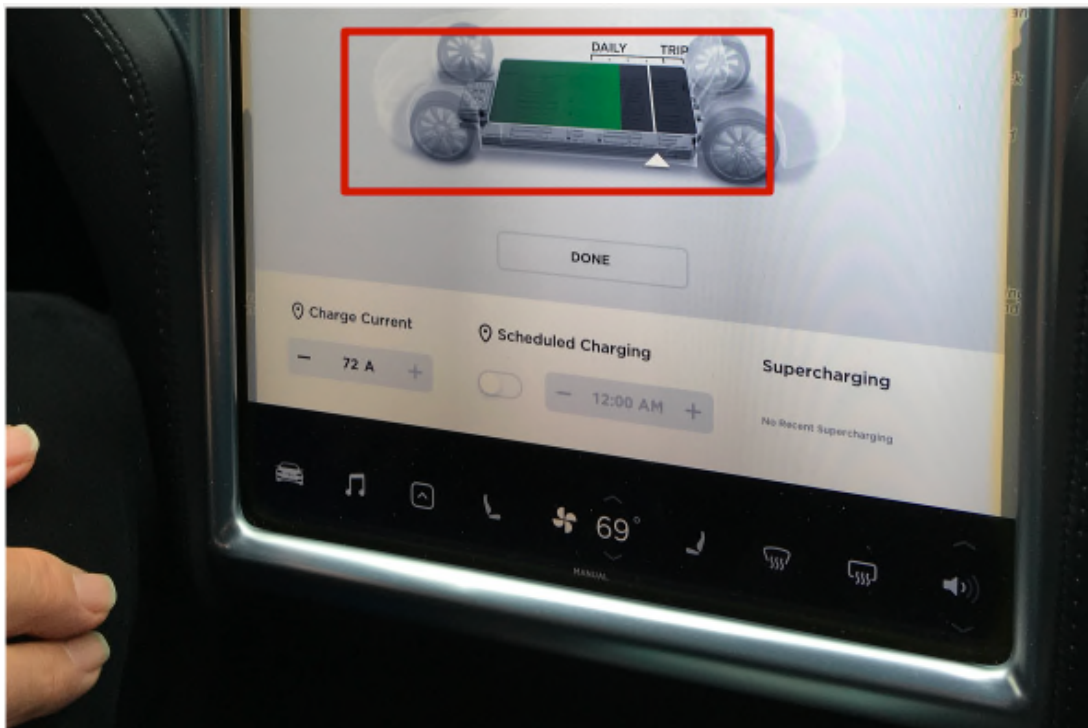 DAILY TRIP
DONE
Charge Current
Scheduled Charging
Supercharging
− 72 A +
− 12:00 AM +
No Recent Supercharging
69°
MANUAL